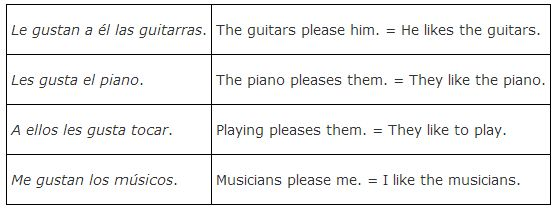 Le gustan a él las guitarras. The guitars please him. = He likes the guitars.
Les gusta el piano. The piano pleases them. = They like the piano.
A ellos les gusta tocar. Playing pleases them. = They like to play.
Me gustan los músicos. Musicians please me. = I like the musicians.